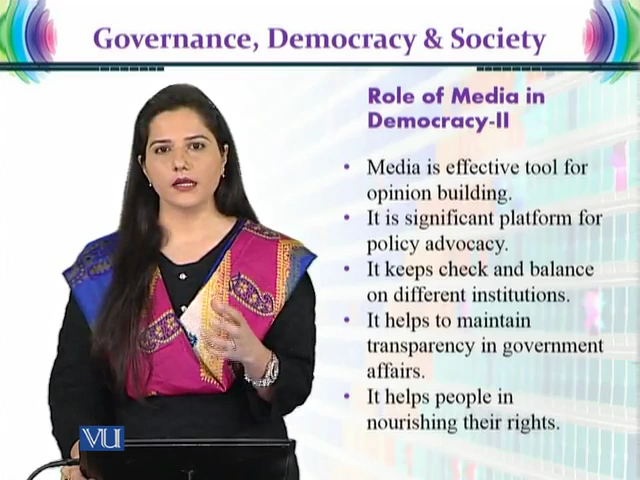 Governance, Democracy & Society
Role of Media in
Democracy-II
• Media is effective tool for
opinion building.
• It is significant platform for
policy advocacy.
• It keeps check and balance
on different institutions.
• It helps to maintain
transparency in government
affairs.
• It helps people in
nourishing their rights.
VU